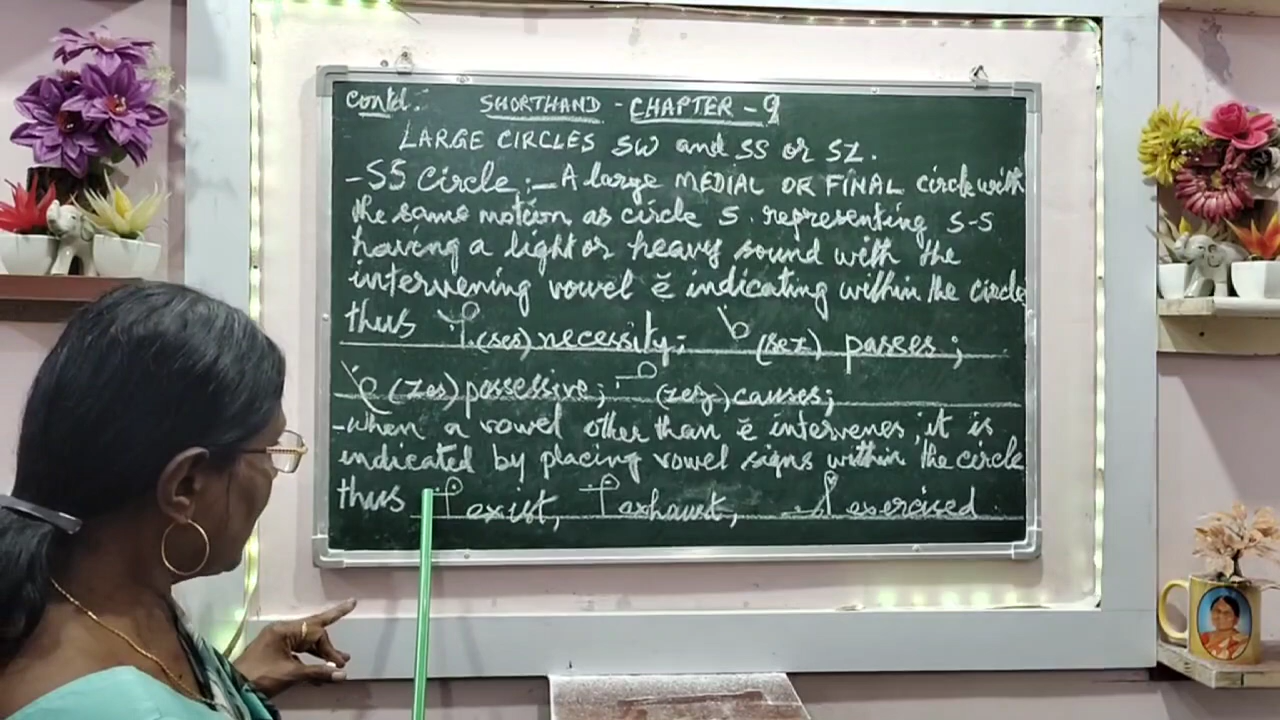 contd. SHORTHAND - CHAPTER - 9
LARGE CIRCLES SW and SS or SZ.
- SS Circle :- A large MEDIAL OR FINAL circle with
the same motion as circle S. representing S-S
having a light or heavy sound with the
intervening vowel ĕ indicating within the circle
thus (ses) necessity; (sez) passes;
(zes) possessive; (zez) causes;
- when a vowel other than ĕ intervenes, it is
indicated by placing vowel signs within the circle
thus exist, exhaust, exercised